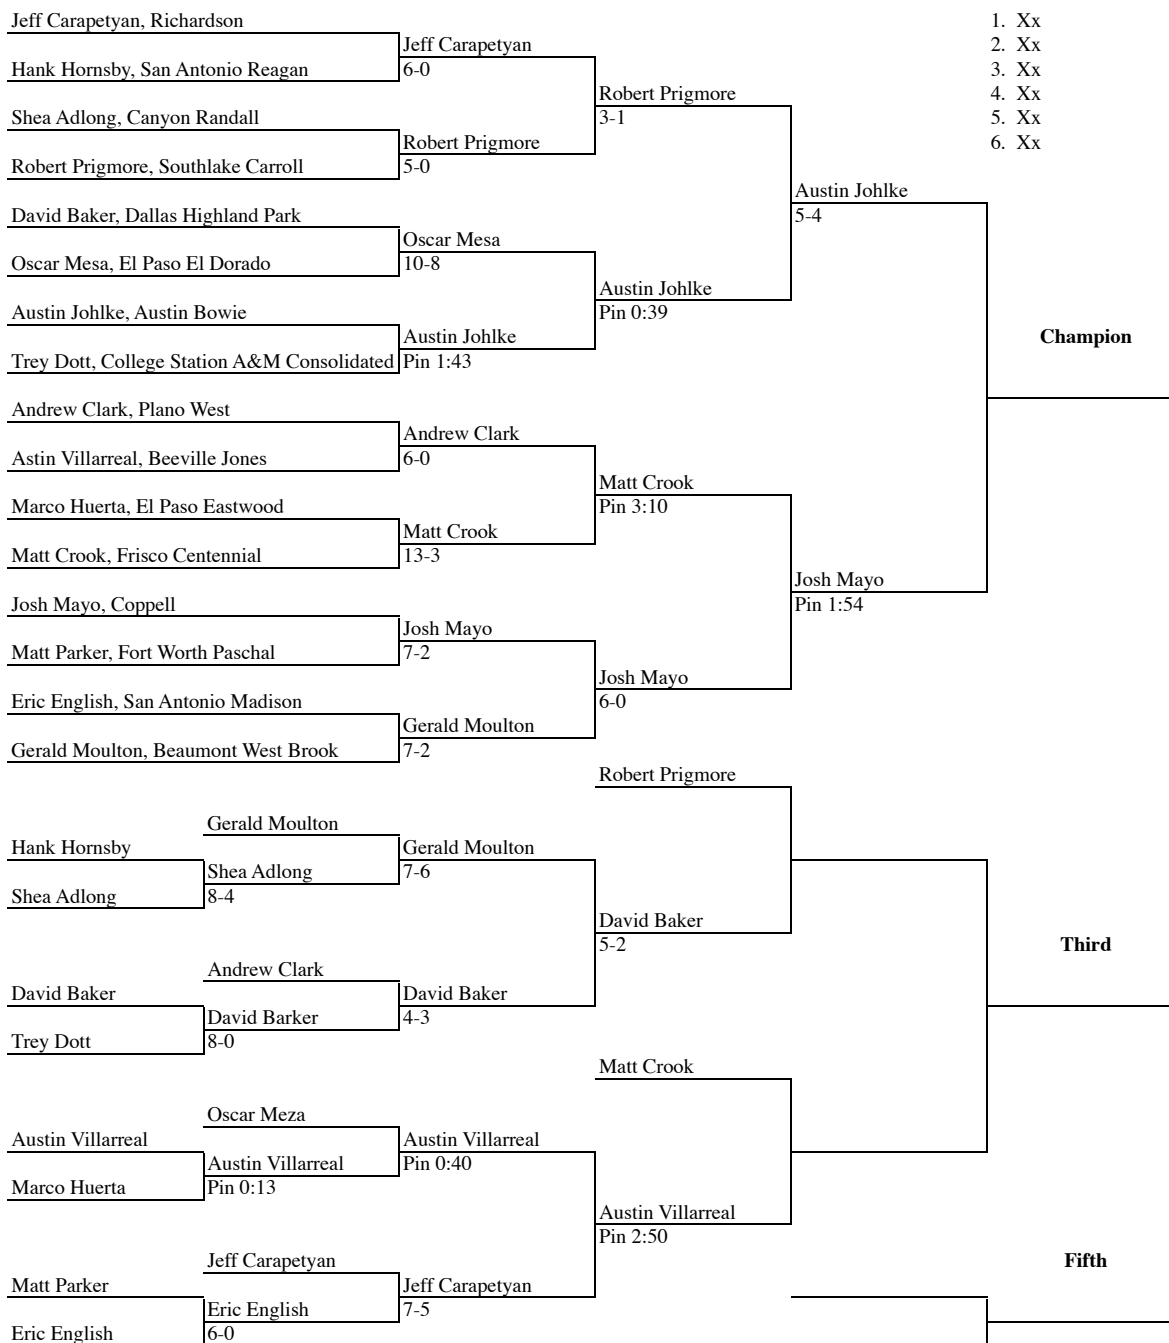 Jeff Carapetyan, Richardson
1. Xx
Jeff Carapetyan
2. Xx
Hank Hornsby, San Antonio Reagan
6-0
3. Xx
Robert Prigmore
4. Xx
Shea Adlong, Canyon Randall
3-1
5. Xx
Robert Prigmore
6. Xx
Robert Prigmore, Southlake Carroll
5-0
Austin Johlke
David Baker, Dallas Highland Park
5-4
Oscar Mesa
Oscar Mesa, El Paso El Dorado
10-8
Austin Johlke
Austin Johlke, Austin Bowie
Pin 0:39
Austin Johlke
Champion
Trey Dott, College Station A&M Consolidated
Pin 1:43
Andrew Clark, Plano West
Andrew Clark
Astin Villarreal, Beeville Jones
6-0
Matt Crook
Marco Huerta, El Paso Eastwood
Pin 3:10
Matt Crook
Matt Crook, Frisco Centennial
13-3
Josh Mayo
Josh Mayo, Coppell
Pin 1:54
Josh Mayo
Matt Parker, Fort Worth Paschal
7-2
Josh Mayo
Eric English, San Antonio Madison
6-0
Gerald Moulton
Gerald Moulton, Beaumont West Brook
7-2
Robert Prigmore
Gerald Moulton
Hank Hornsby
Gerald Moulton
Shea Adlong
7-6
Shea Adlong
8-4
David Baker
5-2
Third
Andrew Clark
David Baker
David Baker
David Barker
4-3
Trey Dott
8-0
Matt Crook
Oscar Meza
Austin Villarreal
Austin Villarreal
Austin Villarreal
Pin 0:40
Marco Huerta
Pin 0:13
Austin Villarreal
Pin 2:50
Jeff Carapetyan
Fifth
Matt Parker
Jeff Carapetyan
Eric English
7-5
Eric English
6-0